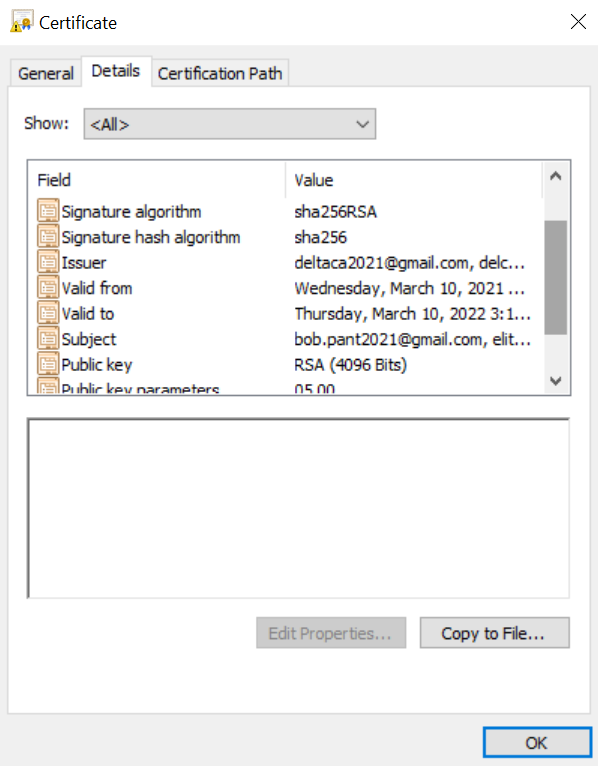 Certificate
General Details Certification Path
Show: <All>
Field Value
Signature algorithm sha256RSA
Signature hash algorithm sha256
Issuer deltaca2021@gmail.com, delc...
Valid from Wednesday, March 10, 2021 ...
Valid to Thursday, March 10, 2022 3:1...
Subject bob.pant2021@gmail.com, elit...
Public key RSA (4096 Bits)
Public key parameters 05 00
Edit Properties... Copy to File...
OK